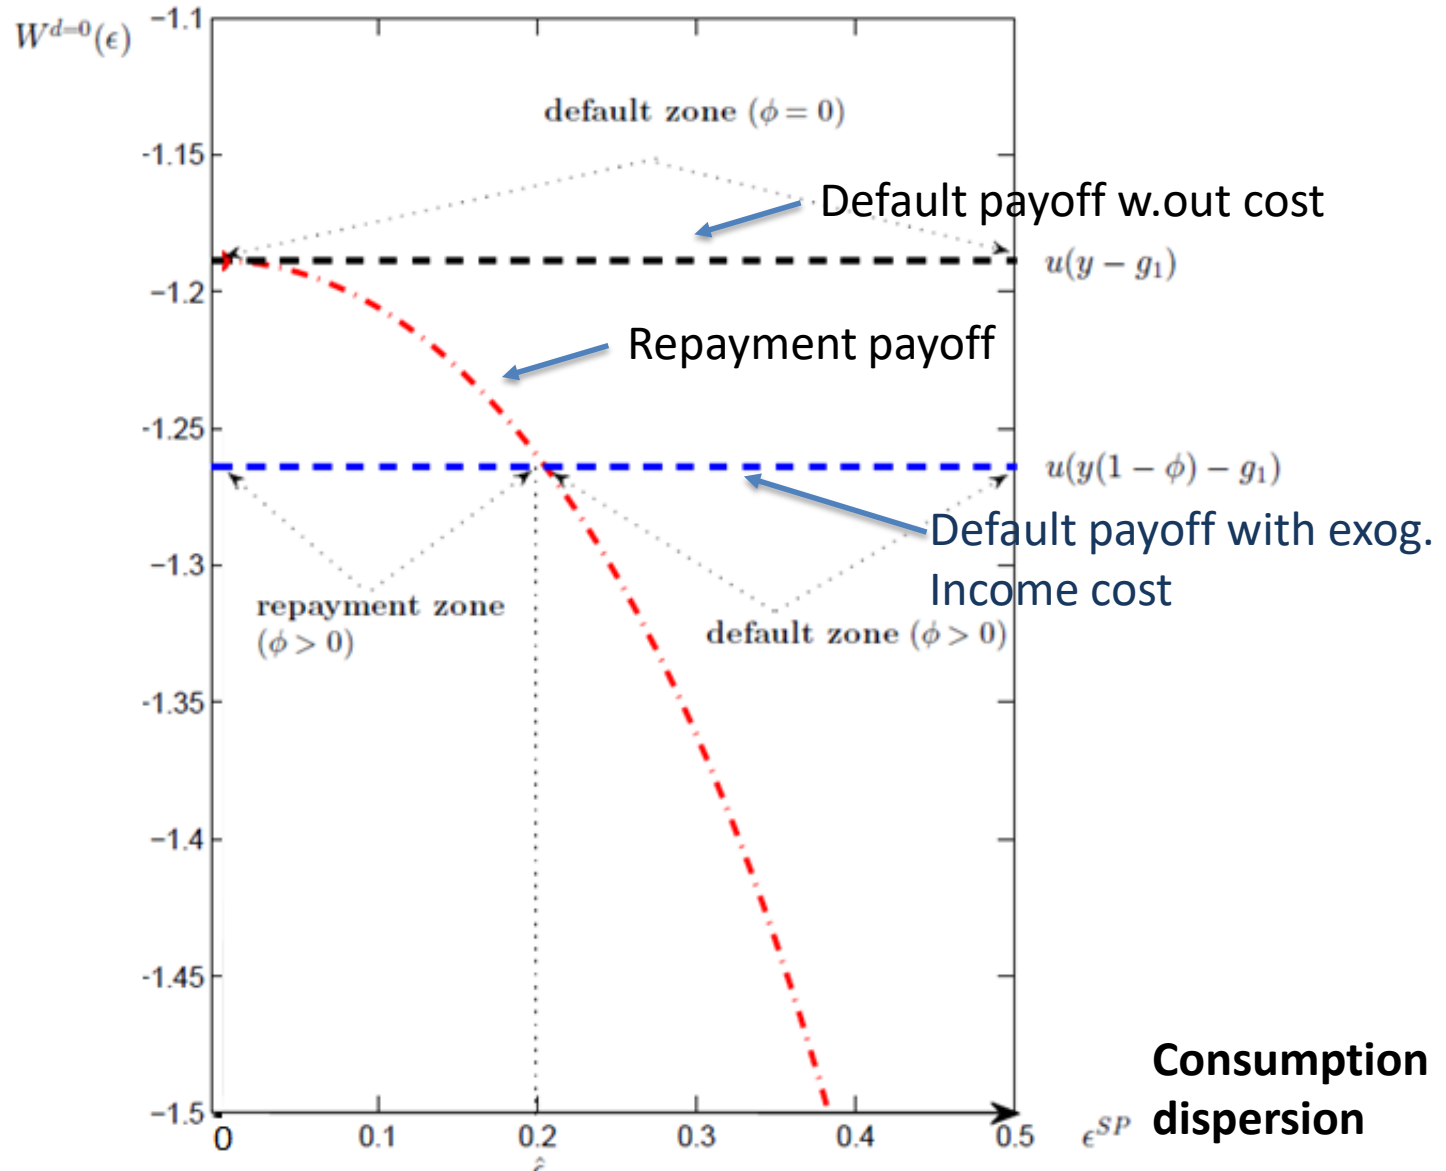 −1.1
W^{d=0}(ϵ)
default zone (ϕ = 0)
-1.15
Default payoff w.out cost
u(y − g₁)
−1.2
Repayment payoff
-1.25
u(y(1 − ϕ) − g₁)
Default payoff with exog.
Income cost
−1.3
repayment zone
(ϕ > 0)
default zone (ϕ > 0)
-1.35
−1.4
-1.45
Consumption
dispersion
−1.5
0 0.1 0.2 0.3 0.4 0.5
ϵ^{SP}